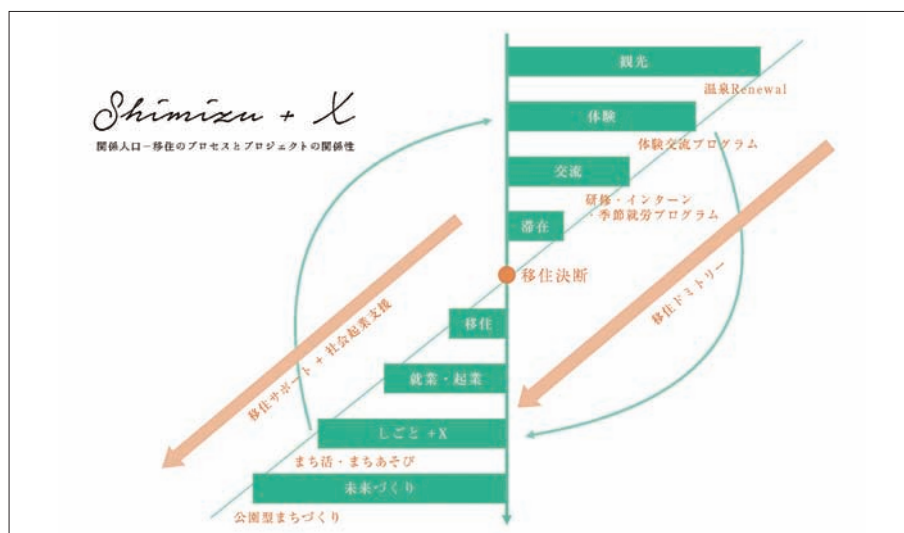 Shimizu + X
関係人口－移住のプロセスとプロジェクトの関係性
観光
温泉Renewal
体験
体験交流プログラム
交流
研修・インターン
・季節就労プログラム
滞在
移住決断
移住ドミトリー
移住
移住サポート + 社会起業支援
就業・起業
しごと +X
まち活・まちあそび
未来づくり
公園型まちづくり